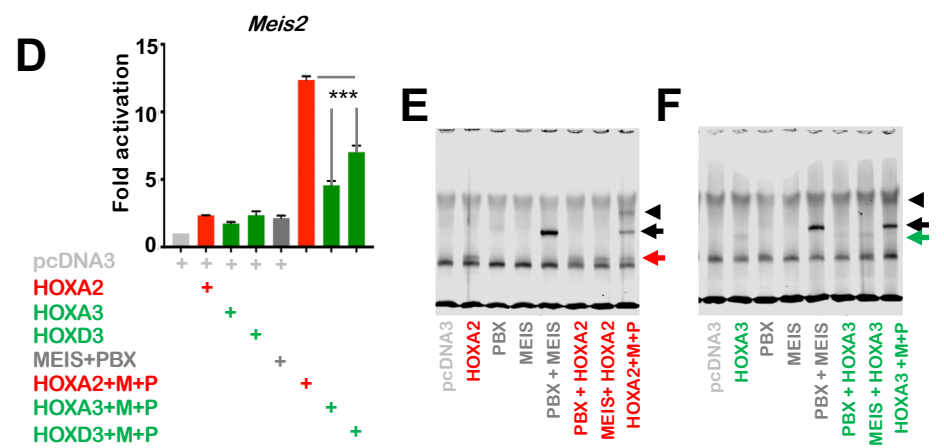 D
Meis2
Fold activation
15
10
5
0
***
pcDNA3 + + + + +
HOXA2 +
HOXA3 +
HOXD3 +
MEIS+PBX +
HOXA2+M+P +
HOXA3+M+P +
HOXD3+M+P +
E
pcDNA3
HOXA2
PBX
MEIS
PBX + MEIS
PBX + HOXA2
MEIS+ HOXA2
HOXA2+M+P
F
pcDNA3
HOXA3
PBX
MEIS
PBX + MEIS
PBX + HOXA3
MEIS + HOXA3
HOXA3 +M+P